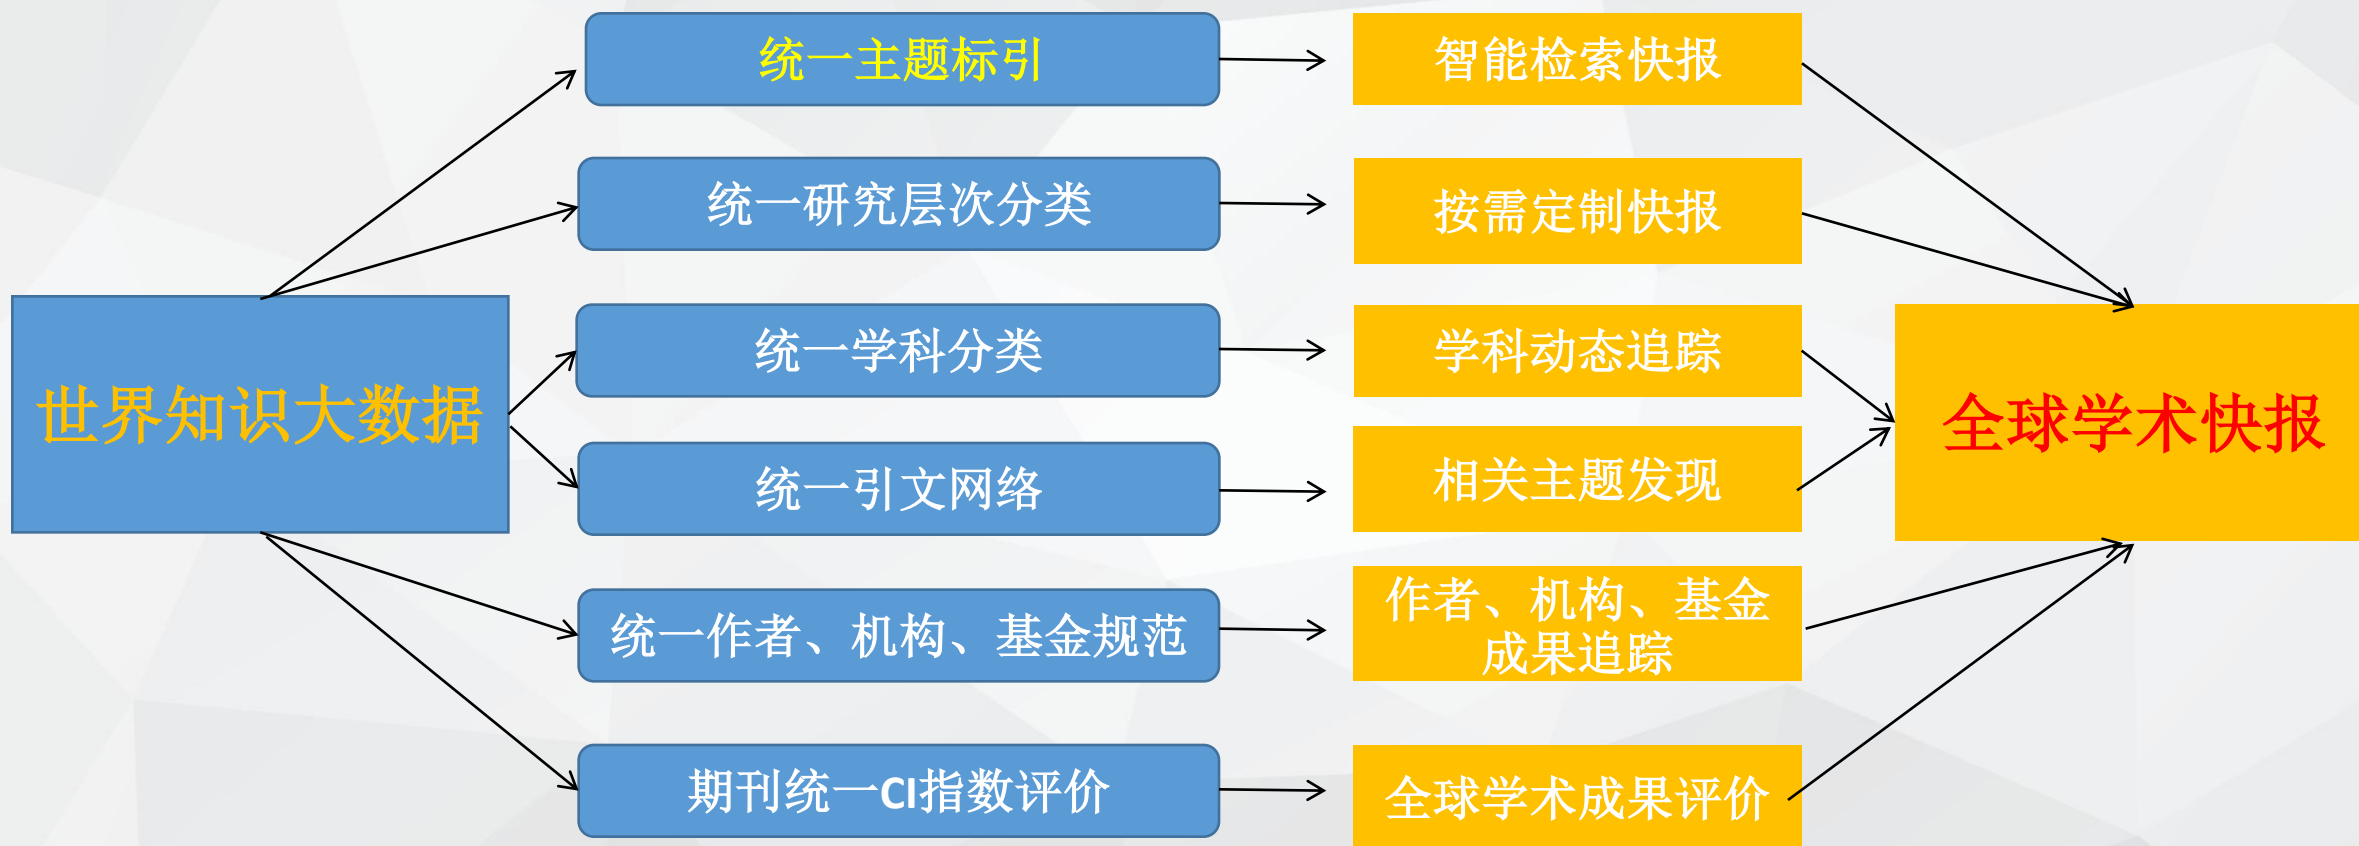 统一主题标引
智能检索快报
统一研究层次分类
按需定制快报
世界知识大数据
统一学科分类
学科动态追踪
统一引文网络
相关主题发现
全球学术快报
统一作者、机构、基金规范
作者、机构、基金
成果追踪
期刊统一CI指数评价
全球学术成果评价